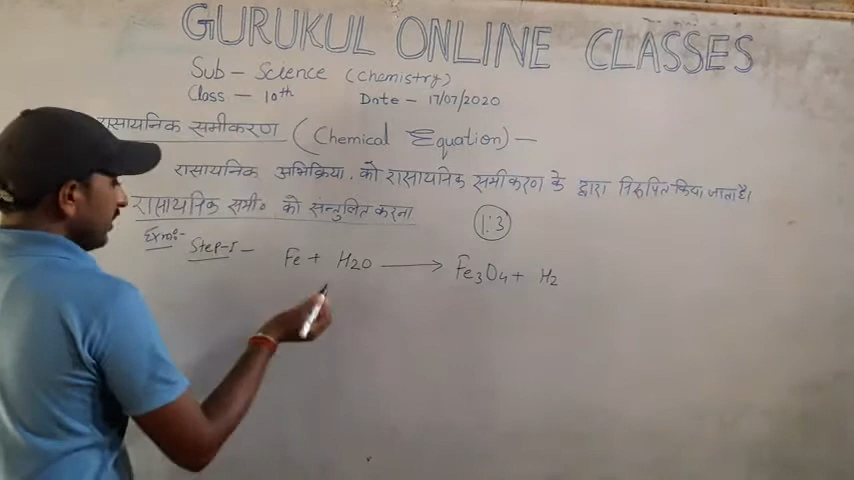 GURUKUL ONLINE CLASSES
Sub – Science (Chemistry)
Class – 10th Date – 17/07/2020
रासायनिक समीकरण (Chemical Equation) –
रासायनिक अभिक्रिया को रासायनिक समीकरण के द्वारा निरूपित किया जाता है।
रासायनिक समी० को सन्तुलित करना 1:3
Exm:- Step-I – Fe + H2O ⟶ Fe3O4 + H2